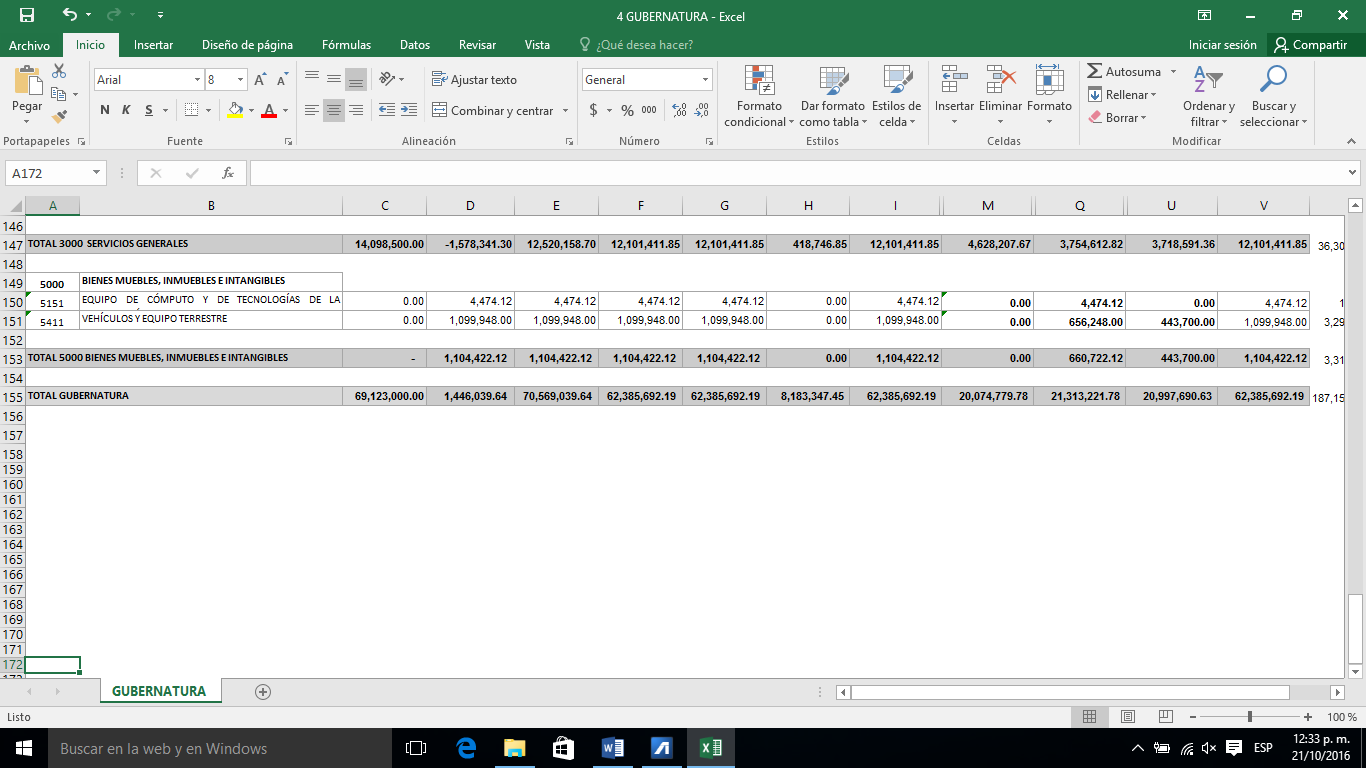 4 GUBERNATURA - Excel
Archivo Inicio Insertar Diseño de página Fórmulas Datos Revisar Vista ¿Qué desea hacer? Iniciar sesión Compartir
Pegar Arial 8 Ajustar texto General Formato condicional Dar formato como tabla Estilos de celda Insertar Eliminar Formato Autosuma Rellenar Borrar Ordenar y filtrar Buscar y seleccionar
N K S Combinar y centrar $ % 000
Portapapeles Fuente Alineación Número Estilos Celdas Modificar
A172 fx
A B C D E F G H I M Q U V
146
147 TOTAL 3000 SERVICIOS GENERALES 14,098,500.00 -1,578,341.30 12,520,158.70 12,101,411.85 12,101,411.85 418,746.85 12,101,411.85 4,628,207.67 3,754,612.82 3,718,591.36 12,101,411.85 36,30
148
149 5000 BIENES MUEBLES, INMUEBLES E INTANGIBLES
150 5151 EQUIPO DE CÓMPUTO Y DE TECNOLOGÍAS DE LA 0.00 4,474.12 4,474.12 4,474.12 4,474.12 0.00 4,474.12 0.00 4,474.12 0.00 4,474.12 1
151 5411 VEHÍCULOS Y EQUIPO TERRESTRE 0.00 1,099,948.00 1,099,948.00 1,099,948.00 1,099,948.00 0.00 1,099,948.00 0.00 656,248.00 443,700.00 1,099,948.00 3,29
152
153 TOTAL 5000 BIENES MUEBLES, INMUEBLES E INTANGIBLES - 1,104,422.12 1,104,422.12 1,104,422.12 1,104,422.12 0.00 1,104,422.12 0.00 660,722.12 443,700.00 1,104,422.12 3,31
154
155 TOTAL GUBERNATURA 69,123,000.00 1,446,039.64 70,569,039.64 62,385,692.19 62,385,692.19 8,183,347.45 62,385,692.19 20,074,779.78 21,313,221.78 20,997,690.63 62,385,692.19 187,15
156
157
158
159
160
161
162
163
164
165
166
167
168
169
170
171
172
GUBERNATURA
Listo 100 %
Buscar en la web y en Windows ESP 12:33 p. m.
21/10/2016